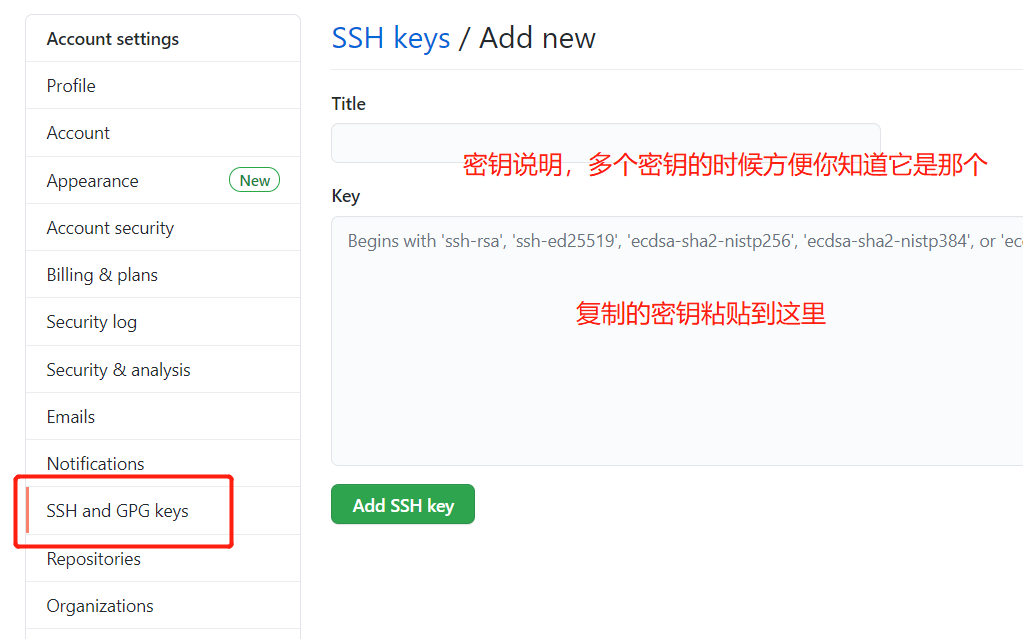 Account settings
Profile
Account
Appearance New
Account security
Billing & plans
Security log
Security & analysis
Emails
Notifications
SSH and GPG keys
Repositories
Organizations
SSH keys / Add new
Title
密钥说明，多个密钥的时候方便你知道它是那个
Key
Begins with 'ssh-rsa', 'ssh-ed25519', 'ecdsa-sha2-nistp256', 'ecdsa-sha2-nistp384', or
复制的密钥粘贴到这里
Add SSH key